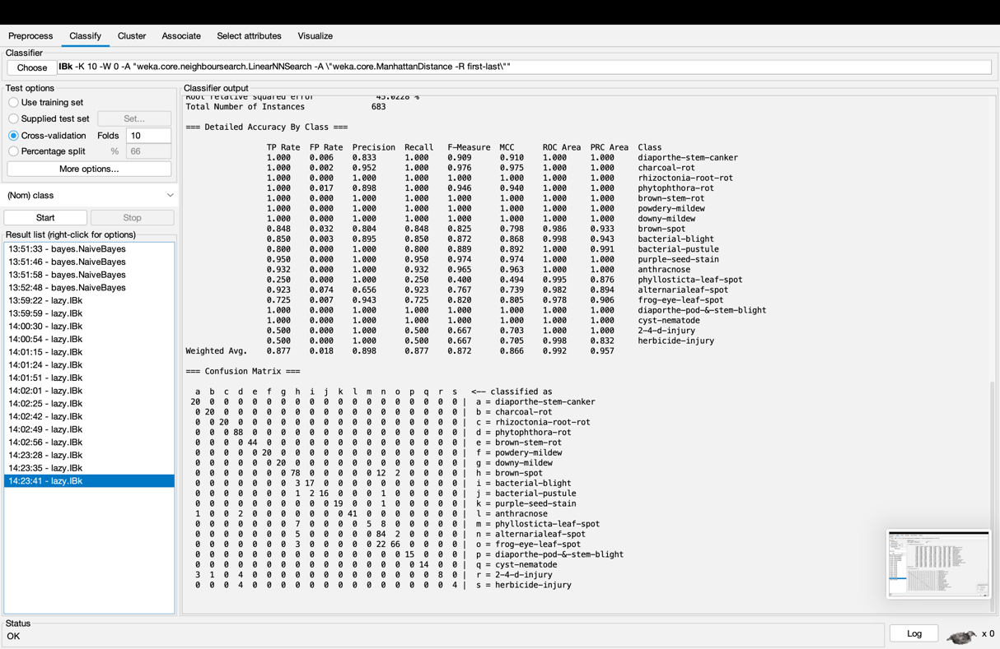 Preprocess Classify Cluster Associate Select attributes Visualize
Classifier
Choose IBk -K 10 -W 0 -A "weka.core.neighboursearch.LinearNNSearch -A \"weka.core.ManhattanDistance -R first-last\""
Test options
Use training set
Supplied test set Set...
Cross-validation Folds 10
Percentage split % 66
More options...
(Nom) class
Start Stop
Result list (right-click for options)
13:51:33 - bayes.NaiveBayes
13:51:46 - bayes.NaiveBayes
13:51:58 - bayes.NaiveBayes
13:52:48 - bayes.NaiveBayes
13:59:22 - lazy.IBk
13:59:59 - lazy.IBk
14:00:30 - lazy.IBk
14:00:54 - lazy.IBk
14:01:15 - lazy.IBk
14:01:24 - lazy.IBk
14:01:51 - lazy.IBk
14:02:01 - lazy.IBk
14:02:25 - lazy.IBk
14:02:42 - lazy.IBk
14:02:49 - lazy.IBk
14:02:56 - lazy.IBk
14:23:28 - lazy.IBk
14:23:35 - lazy.IBk
14:23:41 - lazy.IBk
Classifier output
Root relative squared error 45.0228 %
Total Number of Instances 683
=== Detailed Accuracy By Class ===
TP Rate FP Rate Precision Recall F-Measure MCC ROC Area PRC Area Class
1.000 0.006 0.833 1.000 0.909 0.910 1.000 1.000 diaporthe-stem-canker
1.000 0.002 0.952 1.000 0.976 0.975 1.000 1.000 charcoal-rot
1.000 0.000 1.000 1.000 1.000 1.000 1.000 1.000 rhizoctonia-root-rot
1.000 0.017 0.898 1.000 0.946 0.940 1.000 1.000 phytophthora-rot
1.000 0.000 1.000 1.000 1.000 1.000 1.000 1.000 brown-stem-rot
1.000 0.000 1.000 1.000 1.000 1.000 1.000 1.000 powdery-mildew
1.000 0.000 1.000 1.000 1.000 1.000 1.000 1.000 downy-mildew
0.848 0.032 0.804 0.848 0.825 0.798 0.986 0.933 brown-spot
0.850 0.003 0.895 0.850 0.872 0.868 0.998 0.943 bacterial-blight
0.800 0.000 1.000 0.800 0.889 0.892 1.000 0.991 bacterial-pustule
0.950 0.000 1.000 0.950 0.974 0.974 1.000 1.000 purple-seed-stain
0.932 0.000 1.000 0.932 0.965 0.963 1.000 1.000 anthracnose
0.250 0.000 1.000 0.250 0.400 0.494 0.995 0.876 phyllosticta-leaf-spot
0.923 0.074 0.656 0.923 0.767 0.739 0.982 0.894 alternarialeaf-spot
0.725 0.007 0.943 0.725 0.820 0.805 0.978 0.906 frog-eye-leaf-spot
1.000 0.000 1.000 1.000 1.000 1.000 1.000 1.000 diaporthe-pod-&-stem-blight
1.000 0.000 1.000 1.000 1.000 1.000 1.000 1.000 cyst-nematode
0.500 0.000 1.000 0.500 0.667 0.703 1.000 1.000 2-4-d-injury
0.500 0.000 1.000 0.500 0.667 0.705 0.998 0.832 herbicide-injury
Weighted Avg. 0.877 0.018 0.898 0.877 0.872 0.866 0.992 0.957
=== Confusion Matrix ===
a b c d e f g h i j k l m n o p q r s <-- classified as
20 0 0 0 0 0 0 0 0 0 0 0 0 0 0 0 0 0 0 | a = diaporthe-stem-canker
0 20 0 0 0 0 0 0 0 0 0 0 0 0 0 0 0 0 0 | b = charcoal-rot
0 0 20 0 0 0 0 0 0 0 0 0 0 0 0 0 0 0 0 | c = rhizoctonia-root-rot
0 0 0 88 0 0 0 0 0 0 0 0 0 0 0 0 0 0 0 | d = phytophthora-rot
0 0 0 0 44 0 0 0 0 0 0 0 0 0 0 0 0 0 0 | e = brown-stem-rot
0 0 0 0 0 20 0 0 0 0 0 0 0 0 0 0 0 0 0 | f = powdery-mildew
0 0 0 0 0 0 20 0 0 0 0 0 0 0 0 0 0 0 0 | g = downy-mildew
0 0 0 0 0 0 0 78 0 0 0 0 0 12 2 0 0 0 0 | h = brown-spot
0 0 0 0 0 0 0 3 17 0 0 0 0 0 0 0 0 0 0 | i = bacterial-blight
0 0 0 0 0 0 0 1 2 16 0 0 0 1 0 0 0 0 0 | j = bacterial-pustule
0 0 0 0 0 0 0 0 0 0 19 0 0 1 0 0 0 0 0 | k = purple-seed-stain
1 0 0 2 0 0 0 0 0 0 0 41 0 0 0 0 0 0 0 | l = anthracnose
0 0 0 0 0 0 0 7 0 0 0 0 5 8 0 0 0 0 0 | m = phyllosticta-leaf-spot
0 0 0 0 0 0 0 5 0 0 0 0 0 84 2 0 0 0 0 | n = alternarialeaf-spot
0 0 0 0 0 0 0 3 0 0 0 0 0 22 66 0 0 0 0 | o = frog-eye-leaf-spot
0 0 0 0 0 0 0 0 0 0 0 0 0 0 0 15 0 0 0 | p = diaporthe-pod-&-stem-blight
0 0 0 0 0 0 0 0 0 0 0 0 0 0 0 0 14 0 0 | q = cyst-nematode
3 1 0 4 0 0 0 0 0 0 0 0 0 0 0 0 0 8 0 | r = 2-4-d-injury
0 0 0 4 0 0 0 0 0 0 0 0 0 0 0 0 0 0 4 | s = herbicide-injury
Status
OK
Log x 0